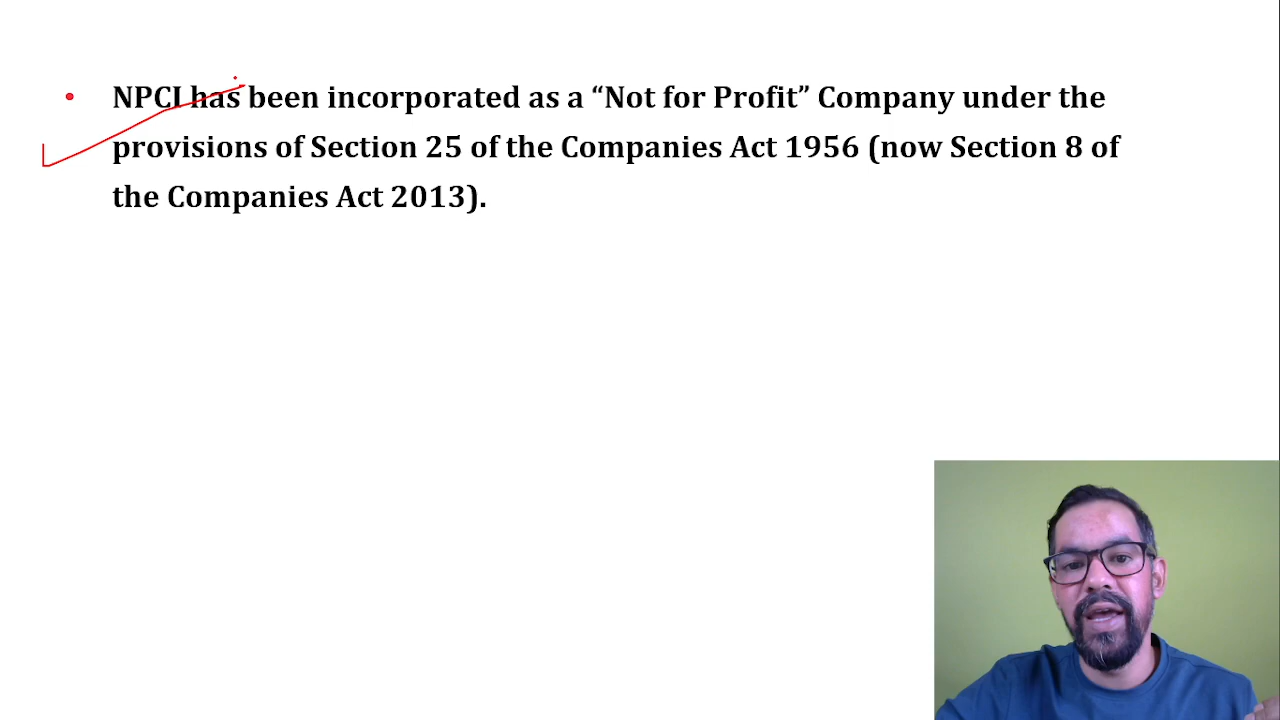 • NPCI has been incorporated as a “Not for Profit” Company under the
provisions of Section 25 of the Companies Act 1956 (now Section 8 of
the Companies Act 2013).